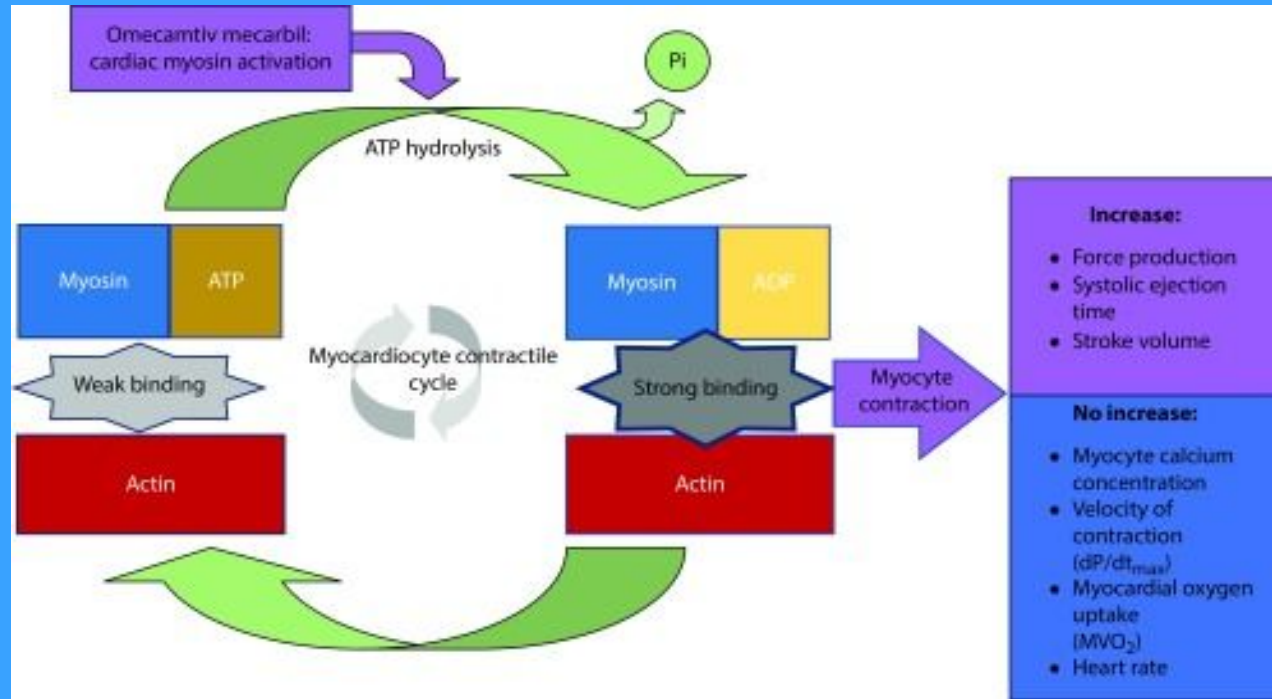 Omecamtiv mecarbil:
cardiac myosin activation
Pi
ATP hydrolysis
Myosin
ATP
Myosin
ADP
Weak binding
Myocardiocyte contractile
cycle
Strong binding
Actin
Actin
Myocyte
contraction
Increase:
• Force production
• Systolic ejection
time
• Stroke volume
No increase:
• Myocyte calcium
concentration
• Velocity of
contraction
(dP/dtmax)
• Myocardial oxygen
uptake
(MVO2)
• Heart rate